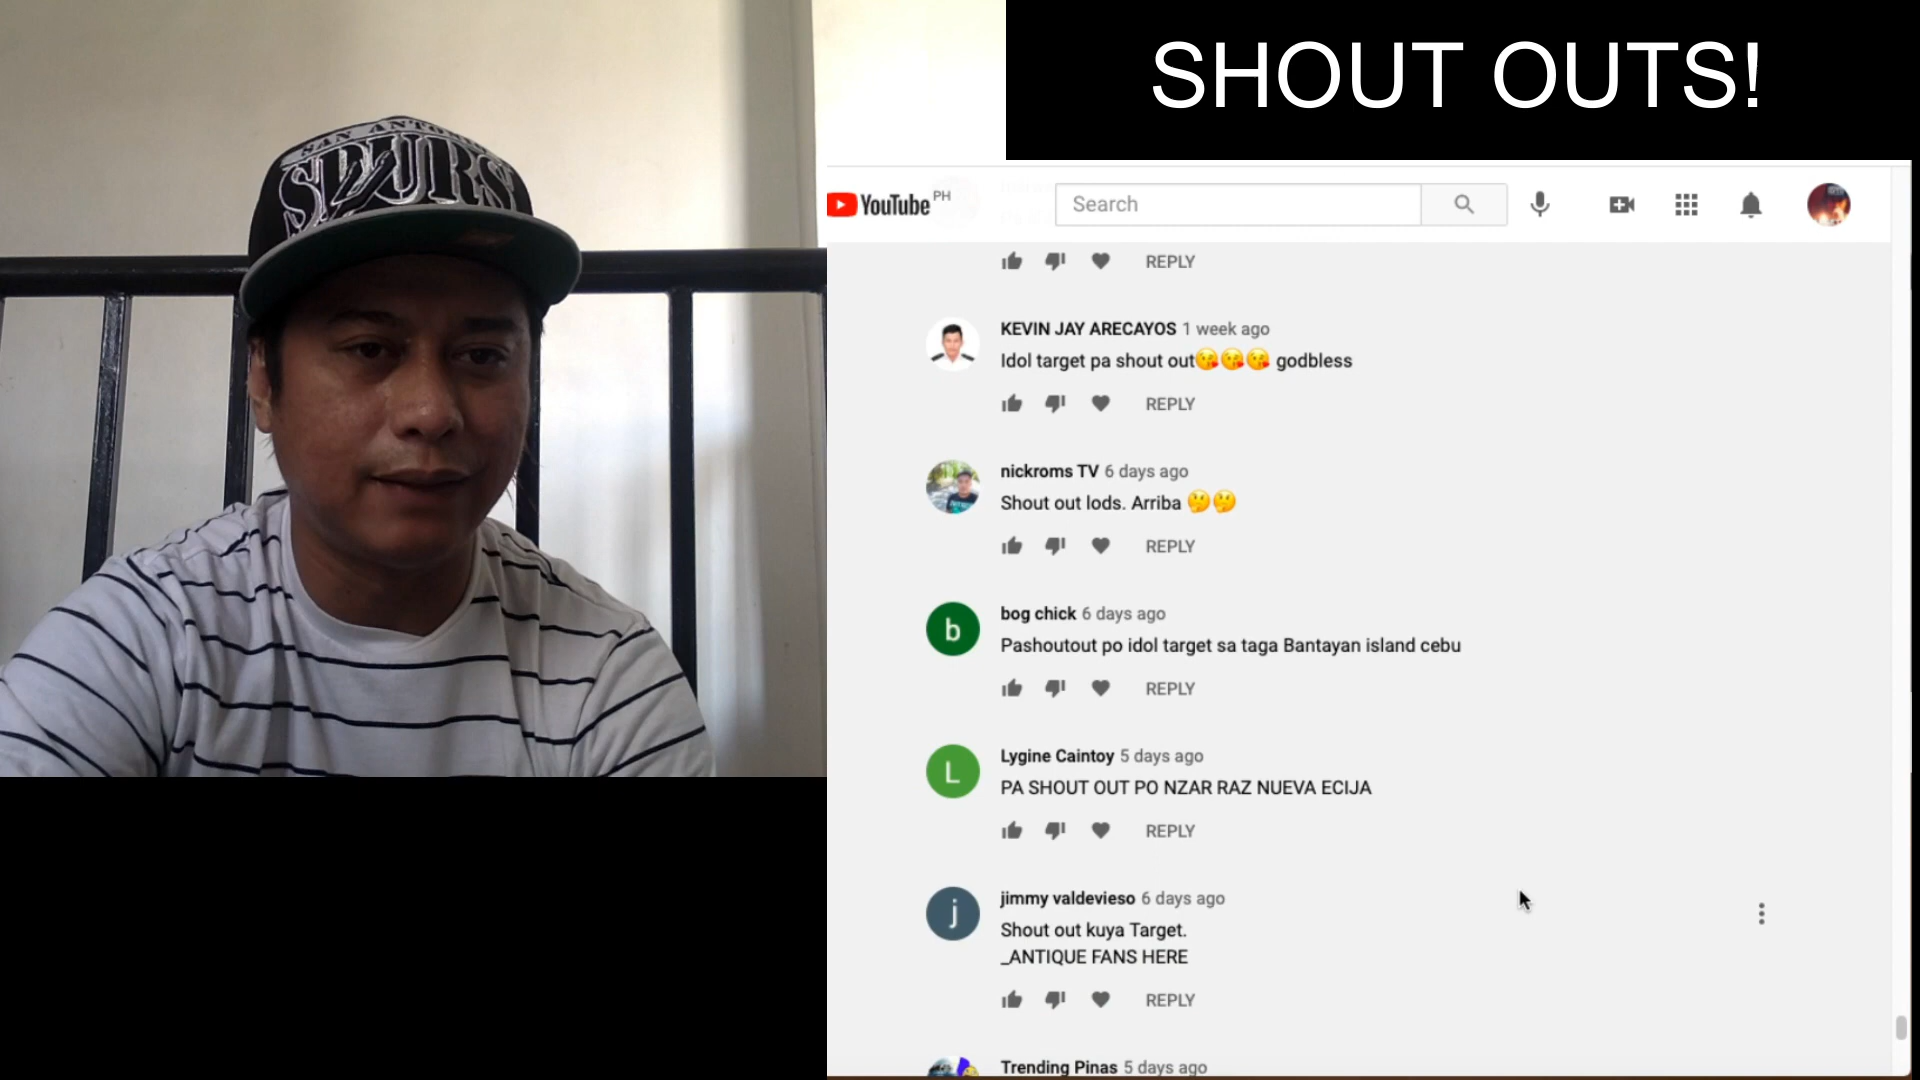 SHOUT OUTS!
SAN ANTONIO
SPURS
YouTube PH
Search
REPLY
KEVIN JAY ARECAYOS 1 week ago
Idol target pa shout out😘😘😘 godbless
REPLY
nickroms TV 6 days ago
Shout out lods. Arriba 🤔🤔
REPLY
b
bog chick 6 days ago
Pashoutout po idol target sa taga Bantayan island cebu
REPLY
L
Lygine Caintoy 5 days ago
PA SHOUT OUT PO NZAR RAZ NUEVA ECIJA
REPLY
j
jimmy valdevieso 6 days ago
Shout out kuya Target.
_ANTIQUE FANS HERE
REPLY
Trending Pinas 5 days ago